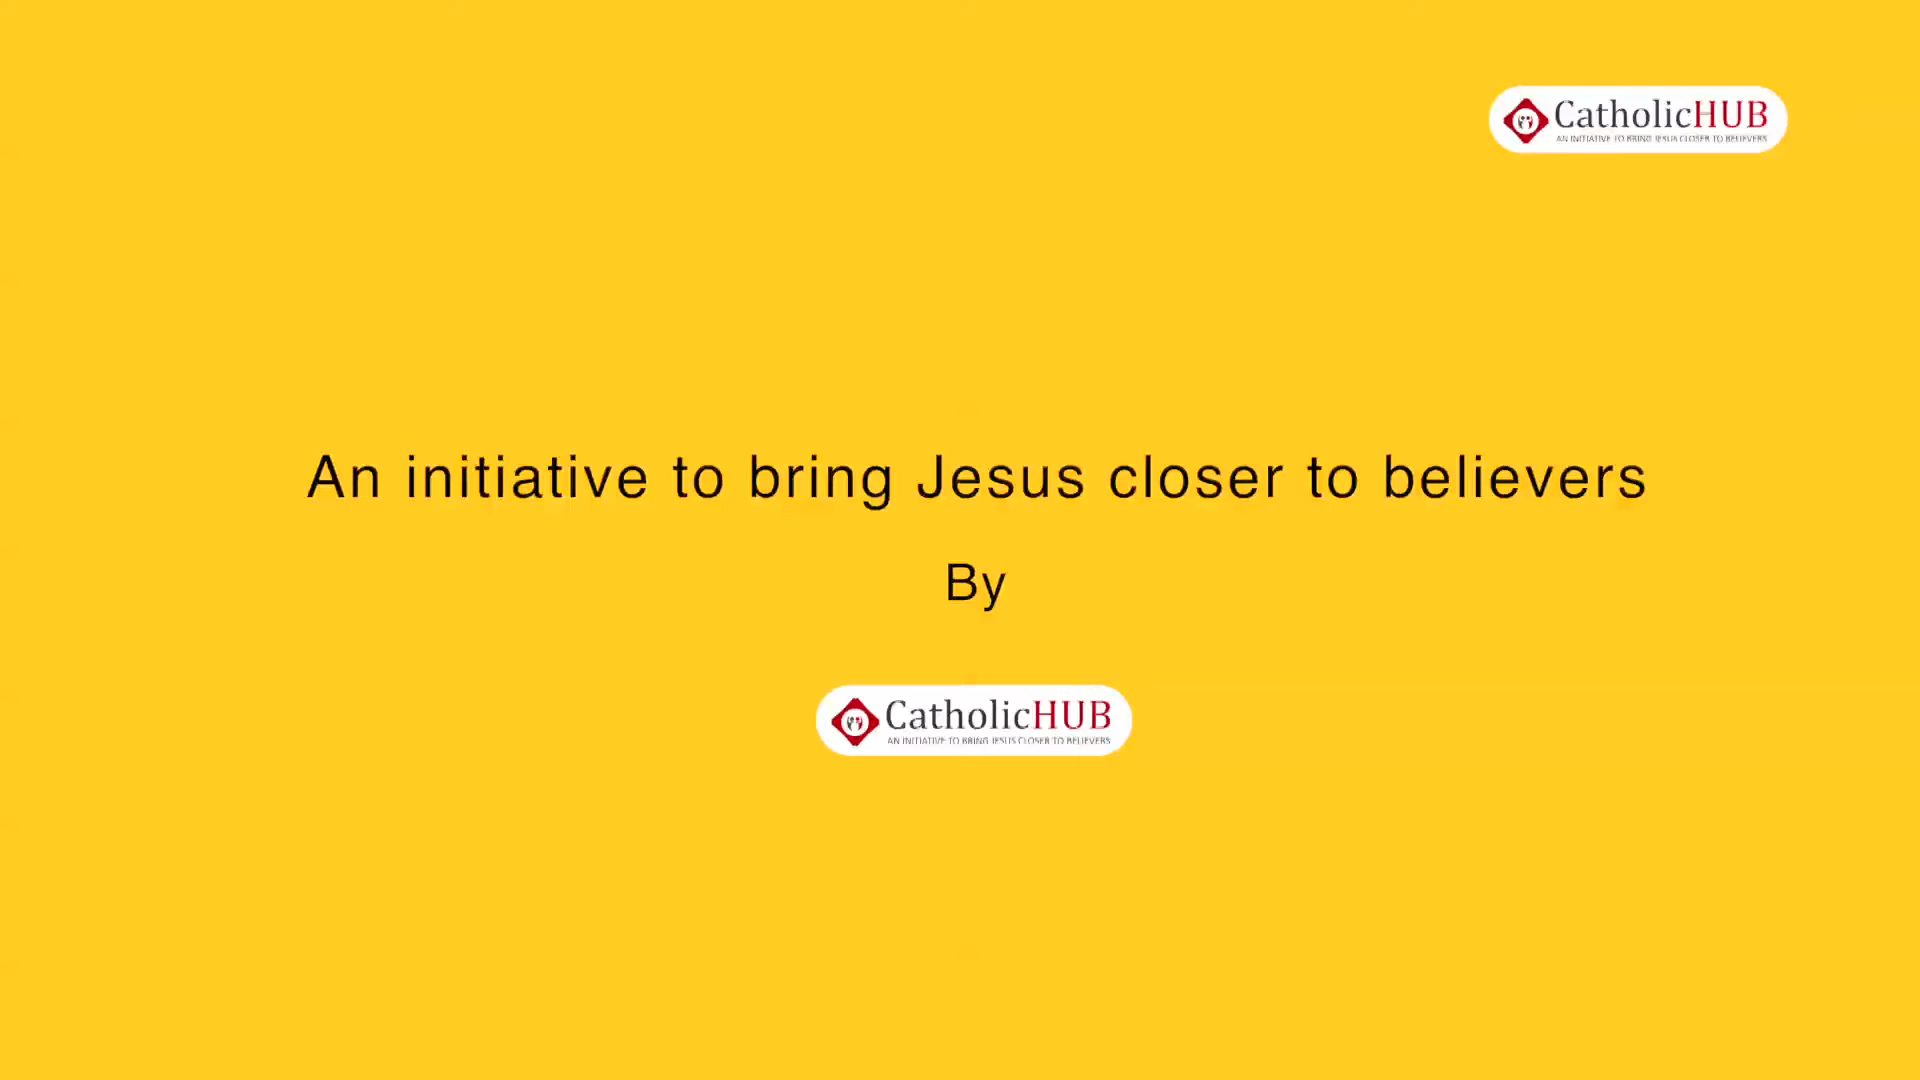 CatholicHUB
AN INITIATIVE TO BRING JESUS CLOSER TO BELIEVERS
An initiative to bring Jesus closer to believers
By
CatholicHUB
AN INITIATIVE TO BRING JESUS CLOSER TO BELIEVERS